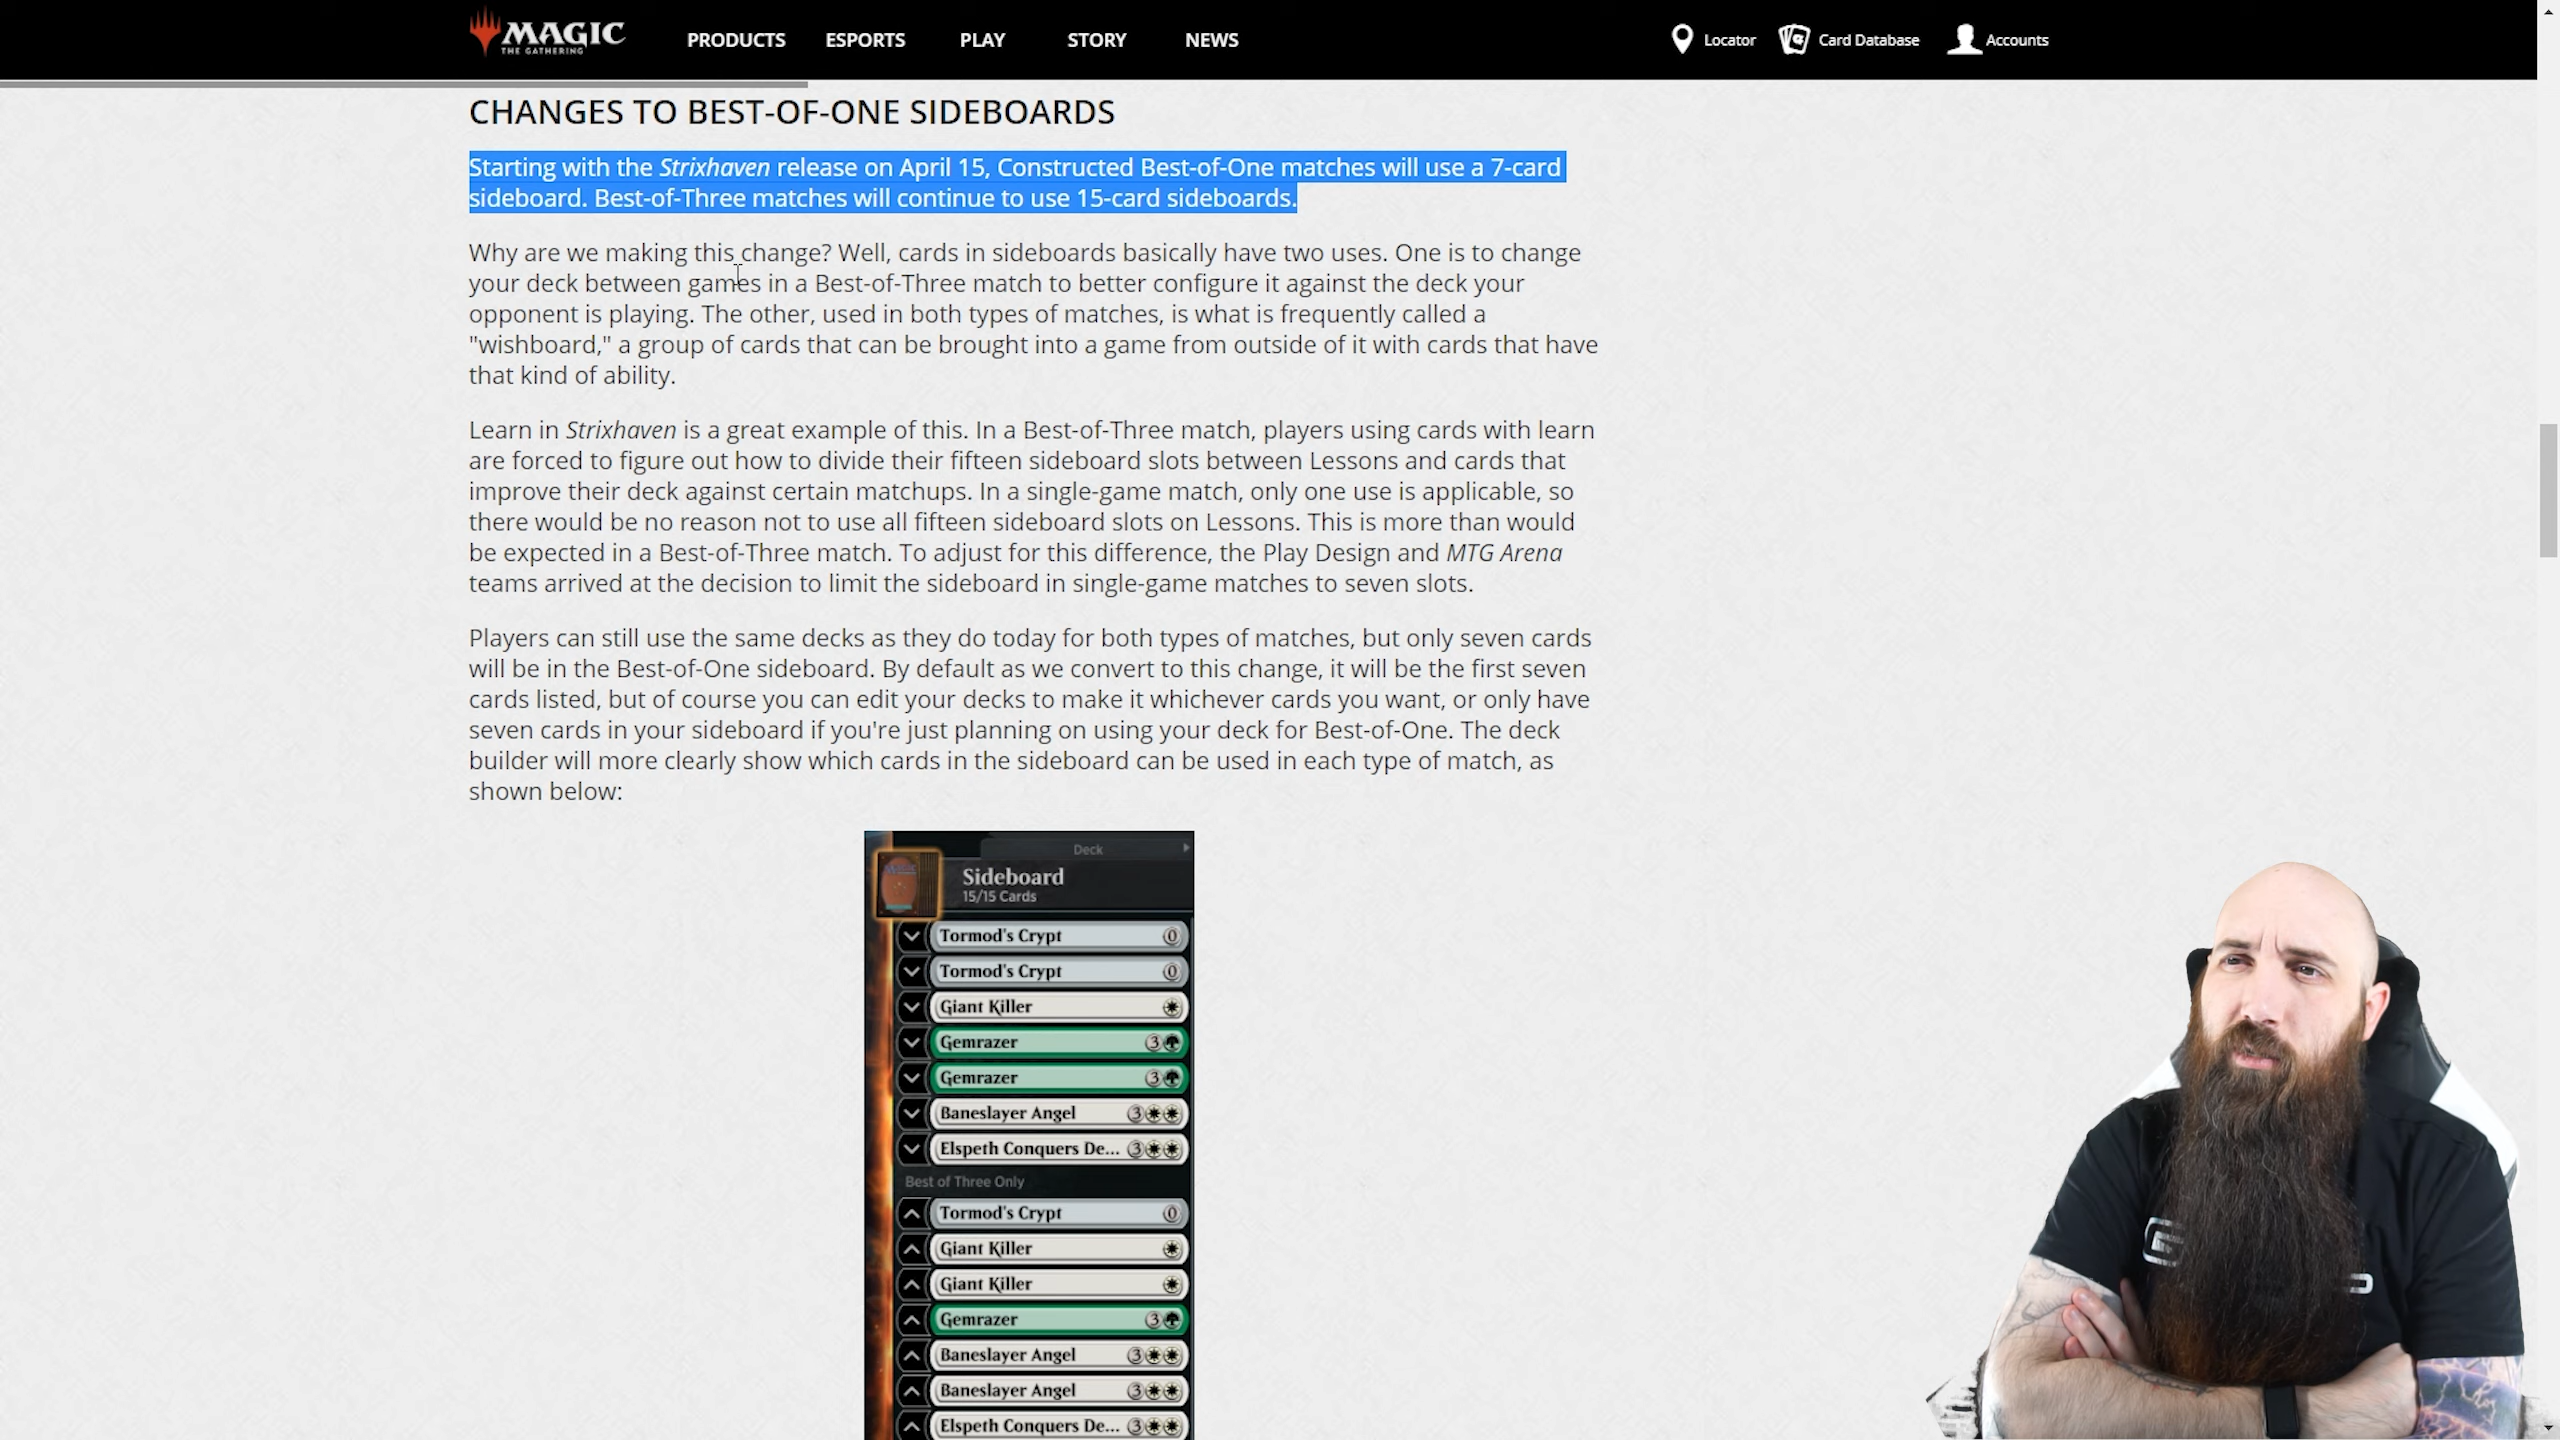 MAGIC
THE GATHERING
PRODUCTS ESPORTS PLAY STORY NEWS
Locator Card Database Accounts
CHANGES TO BEST-OF-ONE SIDEBOARDS
Starting with the Strixhaven release on April 15, Constructed Best-of-One matches will use a 7-card
sideboard. Best-of-Three matches will continue to use 15-card sideboards.
Why are we making this change? Well, cards in sideboards basically have two uses. One is to change
your deck between games in a Best-of-Three match to better configure it against the deck your
opponent is playing. The other, used in both types of matches, is what is frequently called a
"wishboard," a group of cards that can be brought into a game from outside of it with cards that have
that kind of ability.
Learn in Strixhaven is a great example of this. In a Best-of-Three match, players using cards with learn
are forced to figure out how to divide their fifteen sideboard slots between Lessons and cards that
improve their deck against certain matchups. In a single-game match, only one use is applicable, so
there would be no reason not to use all fifteen sideboard slots on Lessons. This is more than would
be expected in a Best-of-Three match. To adjust for this difference, the Play Design and MTG Arena
teams arrived at the decision to limit the sideboard in single-game matches to seven slots.
Players can still use the same decks as they do today for both types of matches, but only seven cards
will be in the Best-of-One sideboard. By default as we convert to this change, it will be the first seven
cards listed, but of course you can edit your decks to make it whichever cards you want, or only have
seven cards in your sideboard if you're just planning on using your deck for Best-of-One. The deck
builder will more clearly show which cards in the sideboard can be used in each type of match, as
shown below:
Deck
Sideboard
15/15 Cards
Tormod's Crypt 0
Tormod's Crypt 0
Giant Killer
Gemrazer 3
Gemrazer 3
Baneslayer Angel 3
Elspeth Conquers De... 3
Best of Three Only
Tormod's Crypt 0
Giant Killer
Giant Killer
Gemrazer 3
Baneslayer Angel 3
Baneslayer Angel 3
Elspeth Conquers De... 3